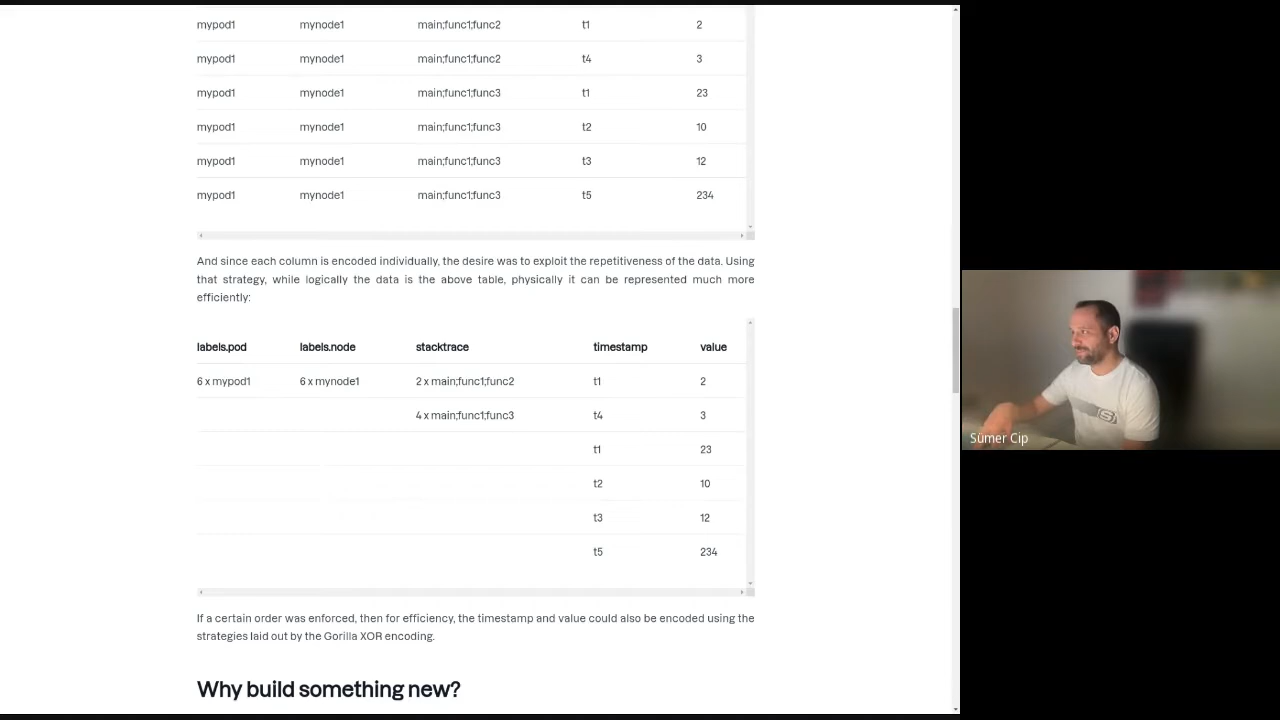 mypod1 mynode1 main;func1;func2 t1 2
mypod1 mynode1 main;func1;func2 t4 3
mypod1 mynode1 main;func1;func3 t1 23
mypod1 mynode1 main;func1;func3 t2 10
mypod1 mynode1 main;func1;func3 t3 12
mypod1 mynode1 main;func1;func3 t5 234
And since each column is encoded individually, the desire was to exploit the repetitiveness of the data. Using
that strategy, while logically the data is the above table, physically it can be represented much more
efficiently:
labels.pod labels.node stacktrace timestamp value
6 x mypod1 6 x mynode1 2 x main;func1;func2 t1 2
4 x main;func1;func3 t4 3
t1 23
t2 10
t3 12
t5 234
If a certain order was enforced, then for efficiency, the timestamp and value could also be encoded using the
strategies laid out by the Gorilla XOR encoding.
Why build something new?
Sümer Cip